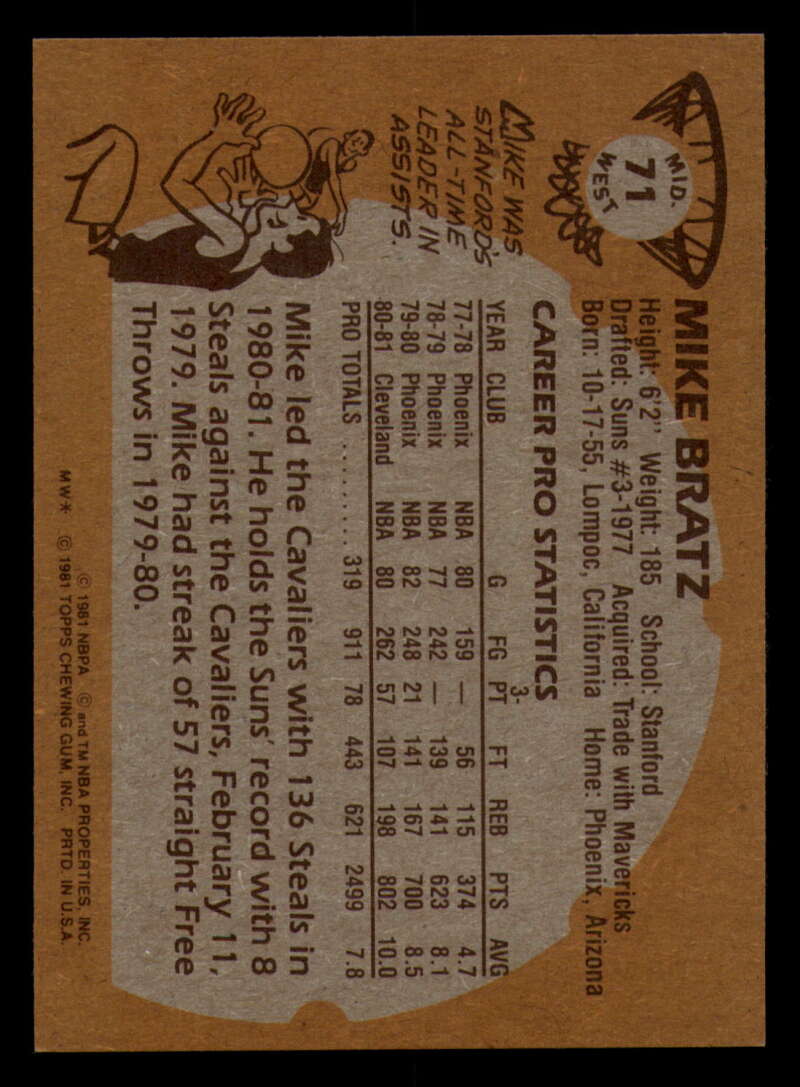 MID.
71
WEST
MIKE BRATZ
Height: 6'2" Weight: 185 School: Stanford
Drafted: Suns #3-1977 Acquired: Trade with Mavericks
Born: 10-17-55, Lompoc, California Home: Phoenix, Arizona
MIKE WAS
STANFORD'S
ALL-TIME
LEADER IN
ASSISTS.
CAREER PRO STATISTICS
YEAR CLUB G FG 3-PT FT REB PTS AVG
77-78 Phoenix NBA 80 159 — 56 115 374 4.7
78-79 Phoenix NBA 77 242 — 139 141 623 8.1
79-80 Phoenix NBA 82 248 21 141 167 700 8.5
80-81 Cleveland NBA 80 262 57 107 198 802 10.0
PRO TOTALS .......... 319 911 78 443 621 2499 7.8
Mike led the Cavaliers with 136 Steals in
1980-81. He holds the Suns' record with 8
Steals against the Cavaliers, February 11,
1979. Mike had streak of 57 straight Free
Throws in 1979-80.
© 1981 NBPA © and TM NBA PROPERTIES, INC.
MW* © 1981 TOPPS CHEWING GUM, INC. PRTD. IN U.S.A.